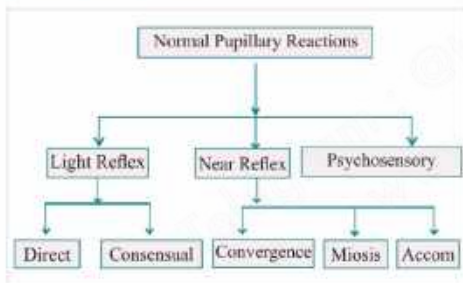 Normal Pupillary Reactions
Light Reflex
Near Reflex
Psychosensory
Direct
Consensual
Convergence
Miosis
Accom